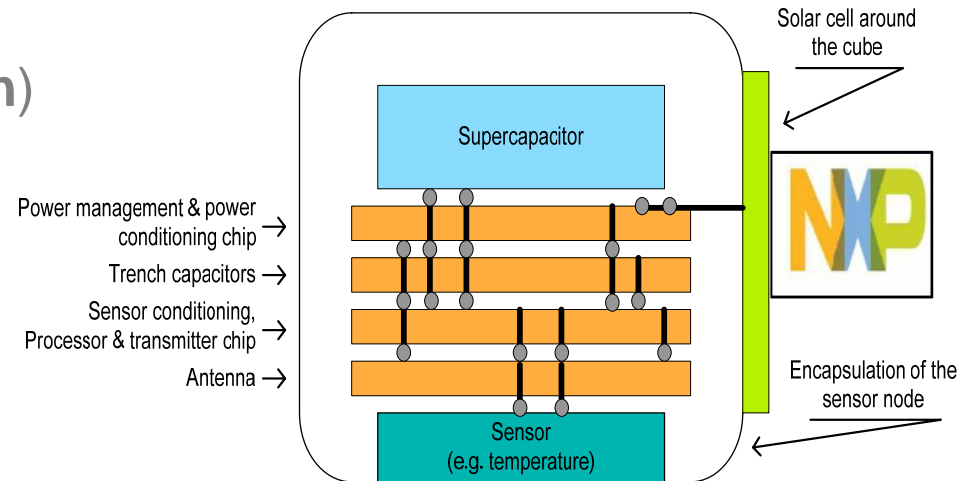 Solar cell around
the cube
n)
Supercapacitor
NXP
Power management & power
conditioning chip
Trench capacitors
Sensor conditioning,
Processor & transmitter chip
Antenna
Encapsulation of the
sensor node
Sensor
(e.g. temperature)